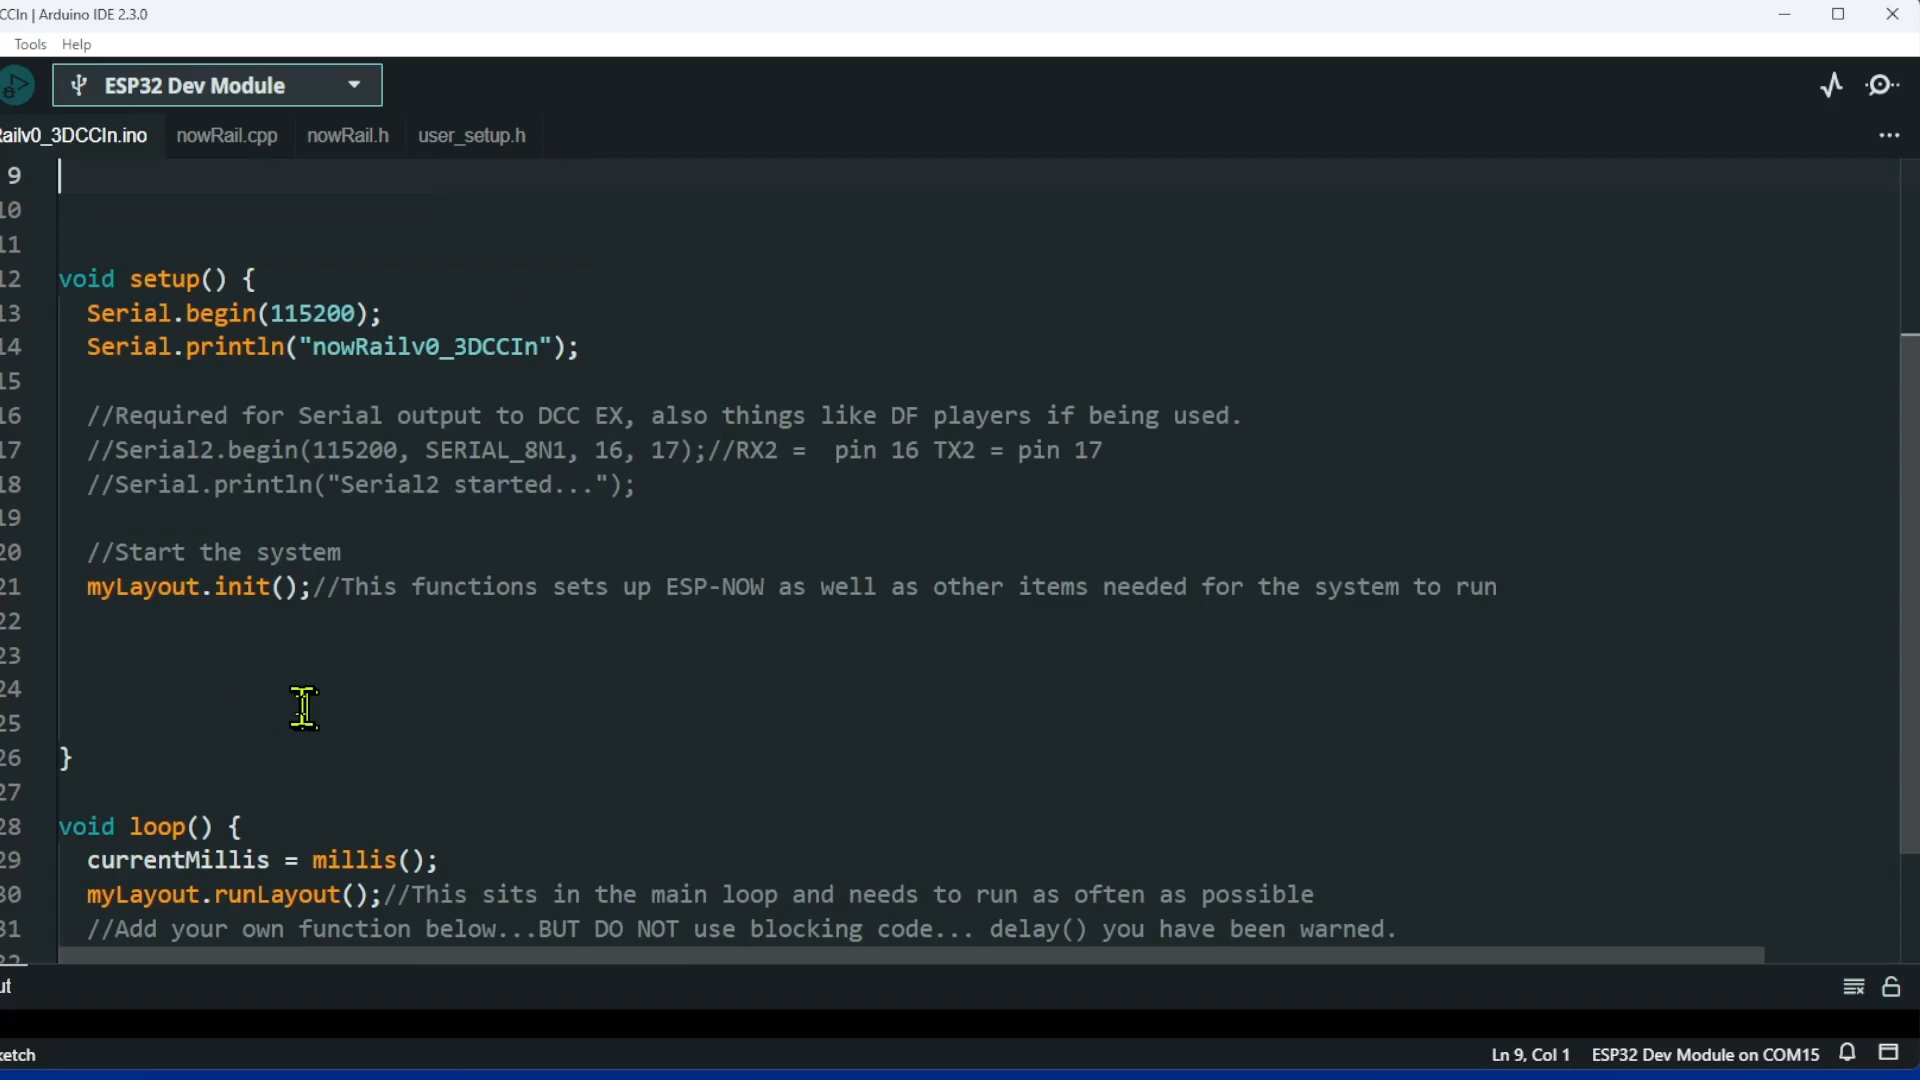 CCIn | Arduino IDE 2.3.0
Tools Help
ESP32 Dev Module
Railv0_3DCCIn.ino nowRail.cpp nowRail.h user_setup.h
9
10
11
12 void setup() {
13 Serial.begin(115200);
14 Serial.println("nowRailv0_3DCCIn");
15
16 //Required for Serial output to DCC EX, also things like DF players if being used.
17 //Serial2.begin(115200, SERIAL_8N1, 16, 17);//RX2 =  pin 16 TX2 = pin 17
18 //Serial.println("Serial2 started...");
19
20 //Start the system
21 myLayout.init();//This functions sets up ESP-NOW as well as other items needed for the system to run
22
23
24
25
26 }
27
28 void loop() {
29 currentMillis = millis();
30 myLayout.runLayout();//This sits in the main loop and needs to run as often as possible
31 //Add your own function below...BUT DO NOT use blocking code... delay() you have been warned.
32
ut
ketch Ln 9, Col 1 ESP32 Dev Module on COM15